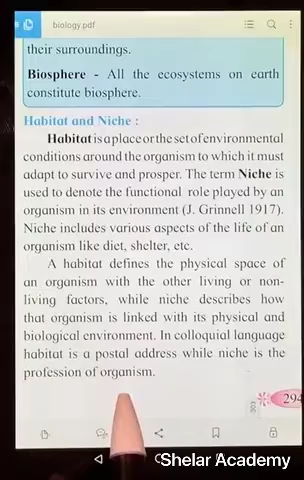 biology.pdf
their surroundings.
Biosphere - All the ecosystems on earth
constitute biosphere.
Habitat and Niche :
Habitat is a place or the set of environmental
conditions around the organism to which it must
adapt to survive and prosper. The term Niche is
used to denote the functional role played by an
organism in its environment (J. Grinnell 1917).
Niche includes various aspects of the life of an
organism like diet, shelter, etc.
A habitat defines the physical space of
an organism with the other living or non-
living factors, while niche describes how
that organism is linked with its physical and
biological environment. In colloquial language
habitat is a postal address while niche is the
profession of organism.
303
294
Shelar Academy